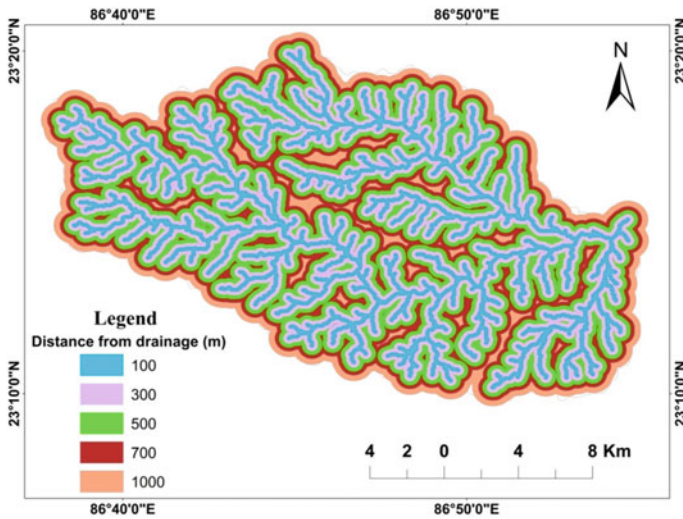 86°40'0"E 86°50'0"E
23°20'0"N 23°20'0"N
N
Legend
Distance from drainage (m)
100
300
500
700
1000
23°10'0"N 23°10'0"N
4 2 0 4 8 Km
86°40'0"E 86°50'0"E